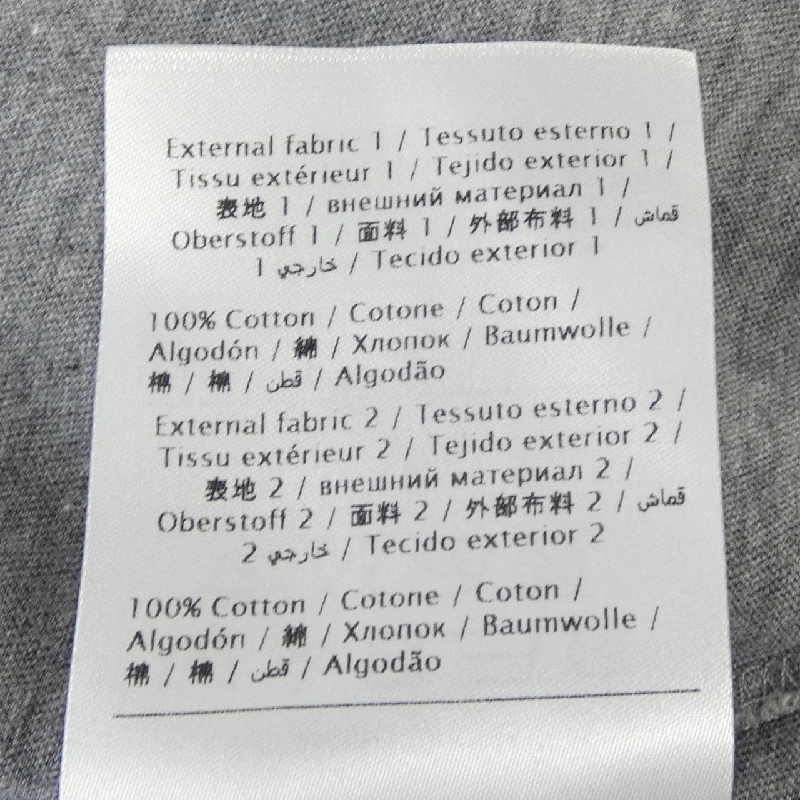 External fabric 1 / Tessuto esterno 1 /
Tissu extérieur 1 / Tejido exterior 1 /
表地 1 / внешний материал 1 /
Oberstoff 1 / 面料 1 / 外部布料 1 / قماش
خارجي 1 / Tecido exterior 1
100% Cotton / Cotone / Coton /
Algodón / 綿 / Хлопок / Baumwolle /
棉 / 棉 / قطن / Algodão
External fabric 2 / Tessuto esterno 2 /
Tissu extérieur 2 / Tejido exterior 2 /
表地 2 / внешний материал 2 /
Oberstoff 2 / 面料 2 / 外部布料 2 / قماش
خارجي 2 / Tecido exterior 2
100% Cotton / Cotone / Coton /
Algodón / 綿 / Хлопок / Baumwolle /
棉 / 棉 / قطن / Algodão